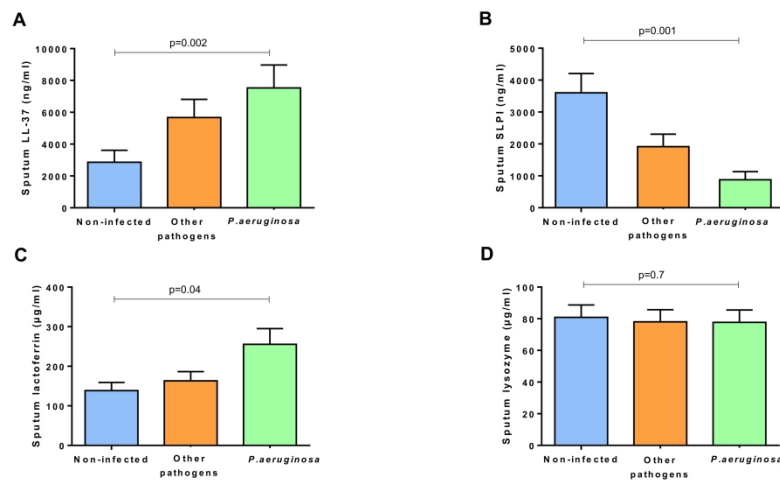 A
p=0.002
Sputum LL-37 (ng/ml)
10000
8000
6000
4000
2000
0
Non-infected
Other
pathogens
P.aeruginosa
B
p=0.001
Sputum SLPI (ng/ml)
5000
4000
3000
2000
1000
0
Non-infected
Other
pathogens
P.aeruginosa
C
p=0.04
Sputum lactoferrin (µg/ml)
400
300
200
100
0
Non-infected
Other
pathogens
P.aeruginosa
D
p=0.7
Sputum lysozyme (µg/ml)
100
80
60
40
20
0
Non-infected
Other
pathogens
P.aeruginosa